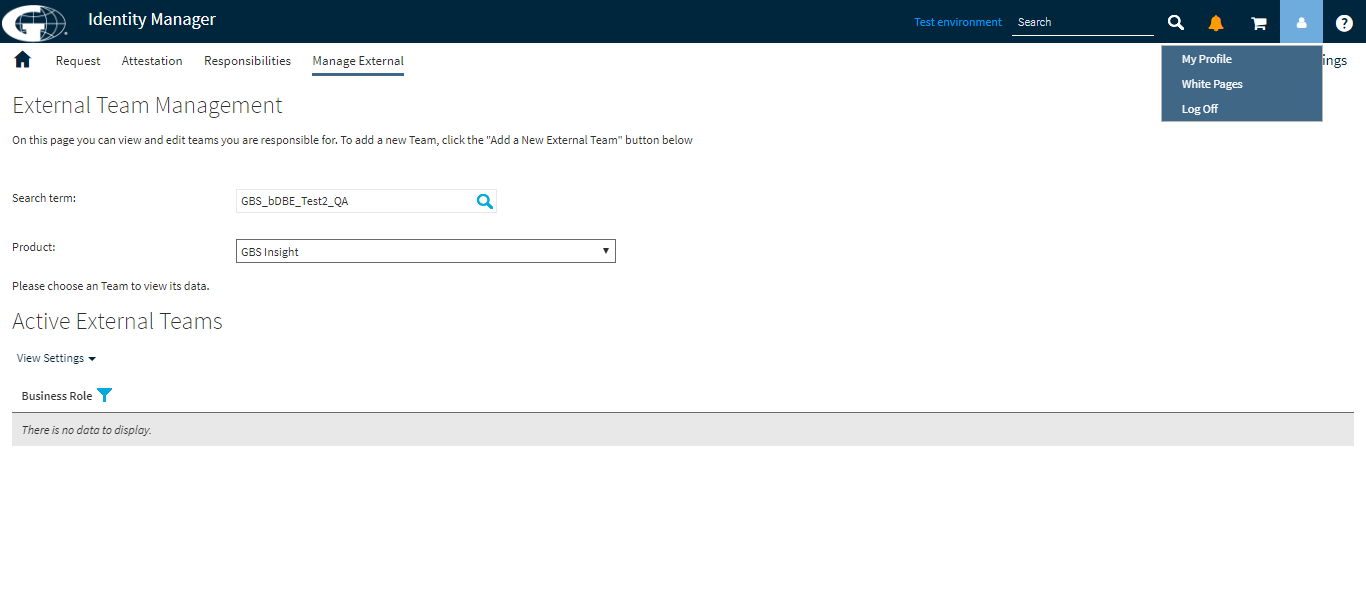 Identity Manager
Test environment
Search
?
Request
Attestation
Responsibilities
Manage External
ings
My Profile
White Pages
Log Off
External Team Management
On this page you can view and edit teams you are responsible for. To add a new Team, click the "Add a New External Team" button below
Search term:
GBS_bDBE_Test2_QA
Product:
GBS Insight
Please choose an Team to view its data.
Active External Teams
View Settings
Business Role
There is no data to display.